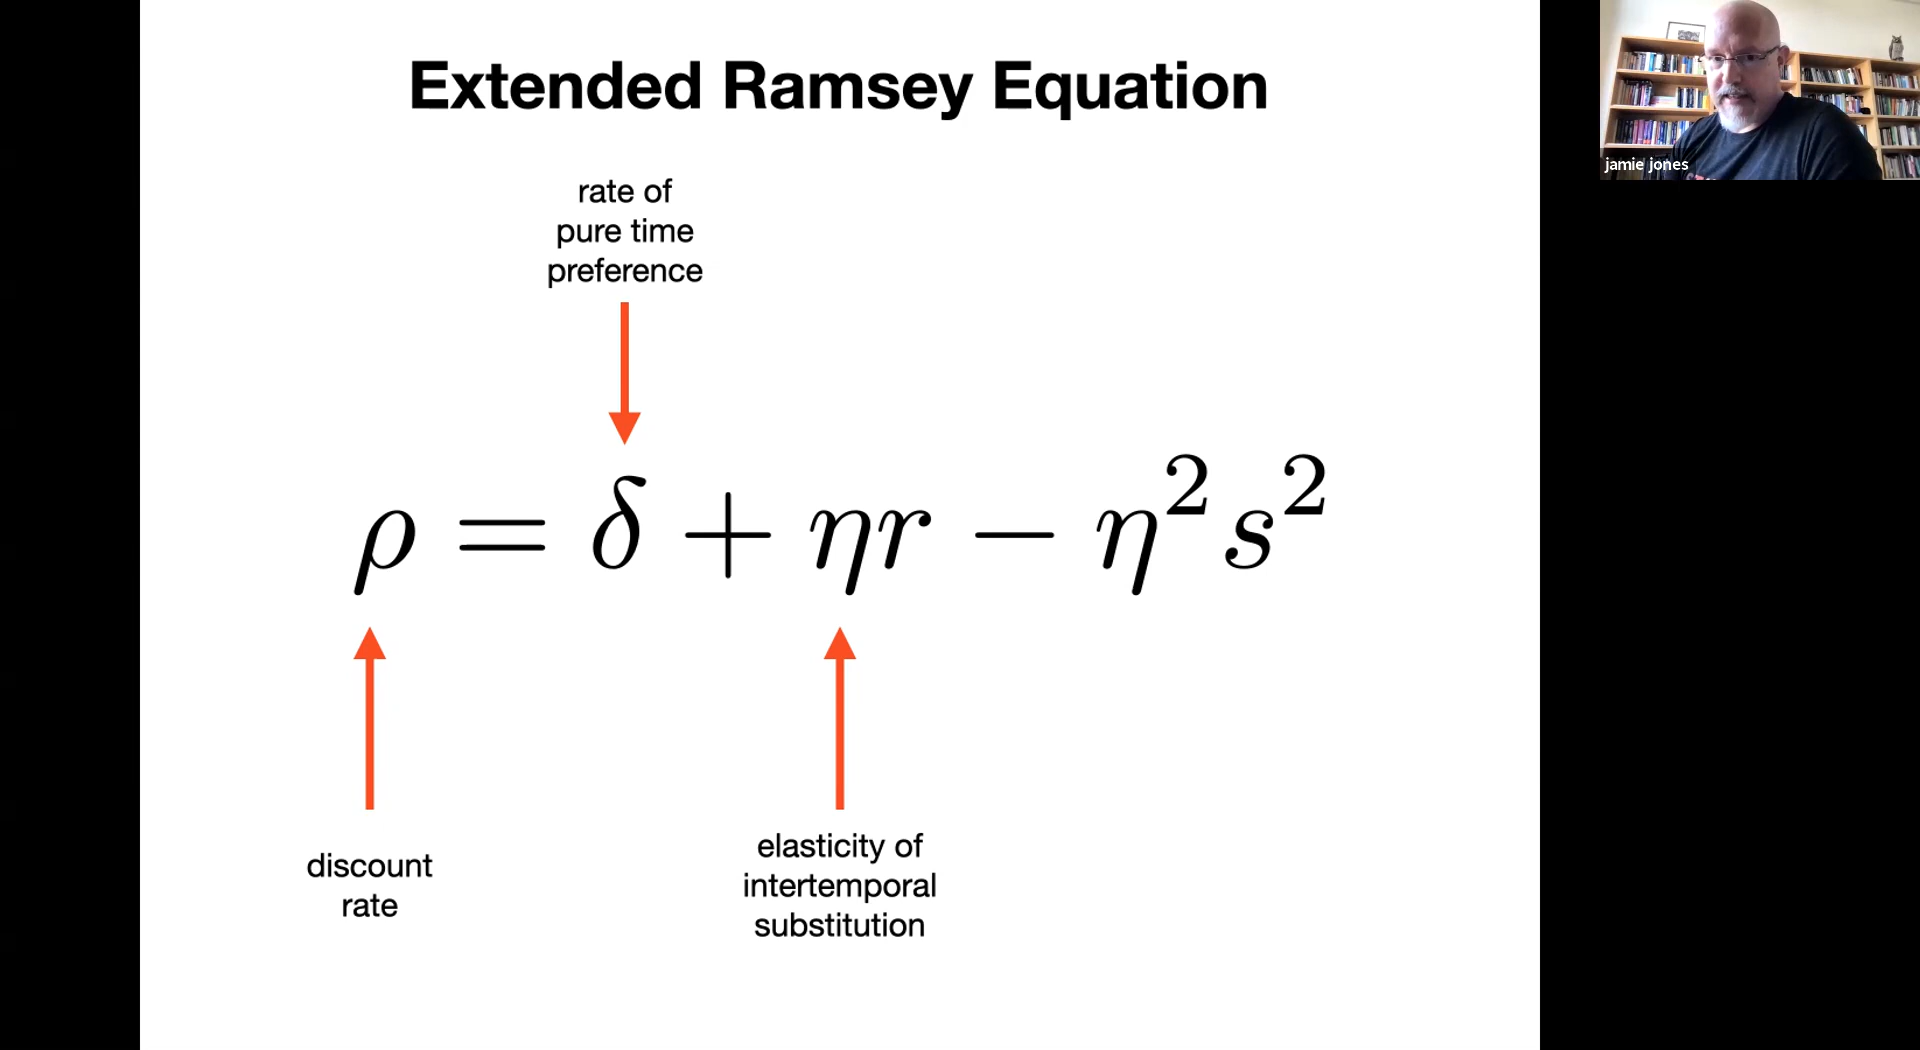 Extended Ramsey Equation
rate of
pure time
preference
ρ = δ + ηr − η²s²
discount
rate
elasticity of
intertemporal
substitution
jamie jones